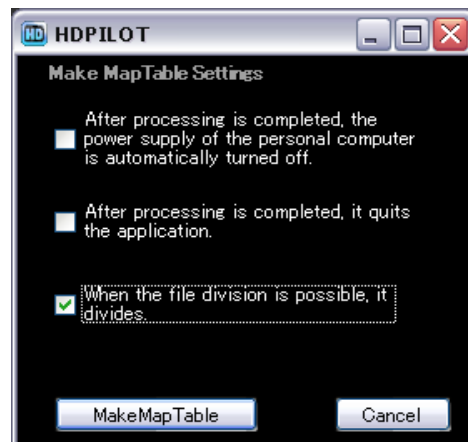 HD HDPILOT
Make MapTable Settings
After processing is completed, the
power supply of the personal computer
is automatically turned off.
After processing is completed, it quits
the application.
When the file division is possible, it
divides.
MakeMapTable Cancel